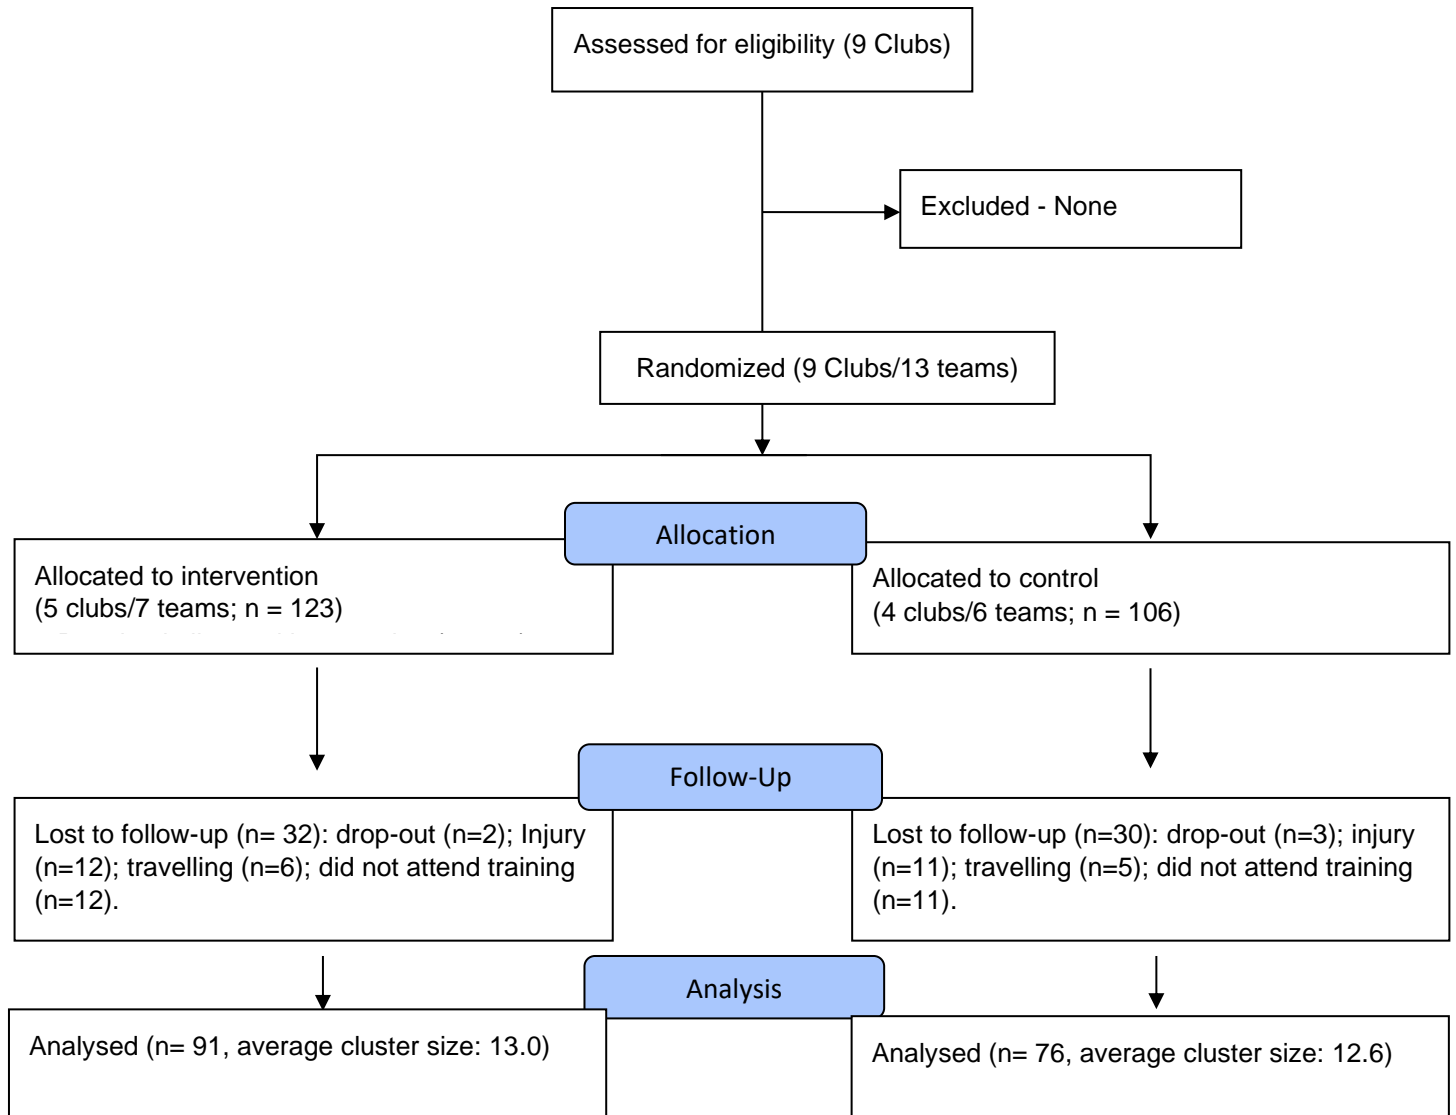 Assessed for eligibility (9 Clubs)
Excluded - None
Randomized (9 Clubs/13 teams)
Allocation
Allocated to intervention
(5 clubs/7 teams; n = 123)
Allocated to control
(4 clubs/6 teams; n = 106)
Follow-Up
Lost to follow-up (n= 32): drop-out (n=2); Injury
(n=12); travelling (n=6); did not attend training
(n=12).
Lost to follow-up (n=30): drop-out (n=3); injury
(n=11); travelling (n=5); did not attend training
(n=11).
Analysis
Analysed (n= 91, average cluster size: 13.0)
Analysed (n= 76, average cluster size: 12.6)